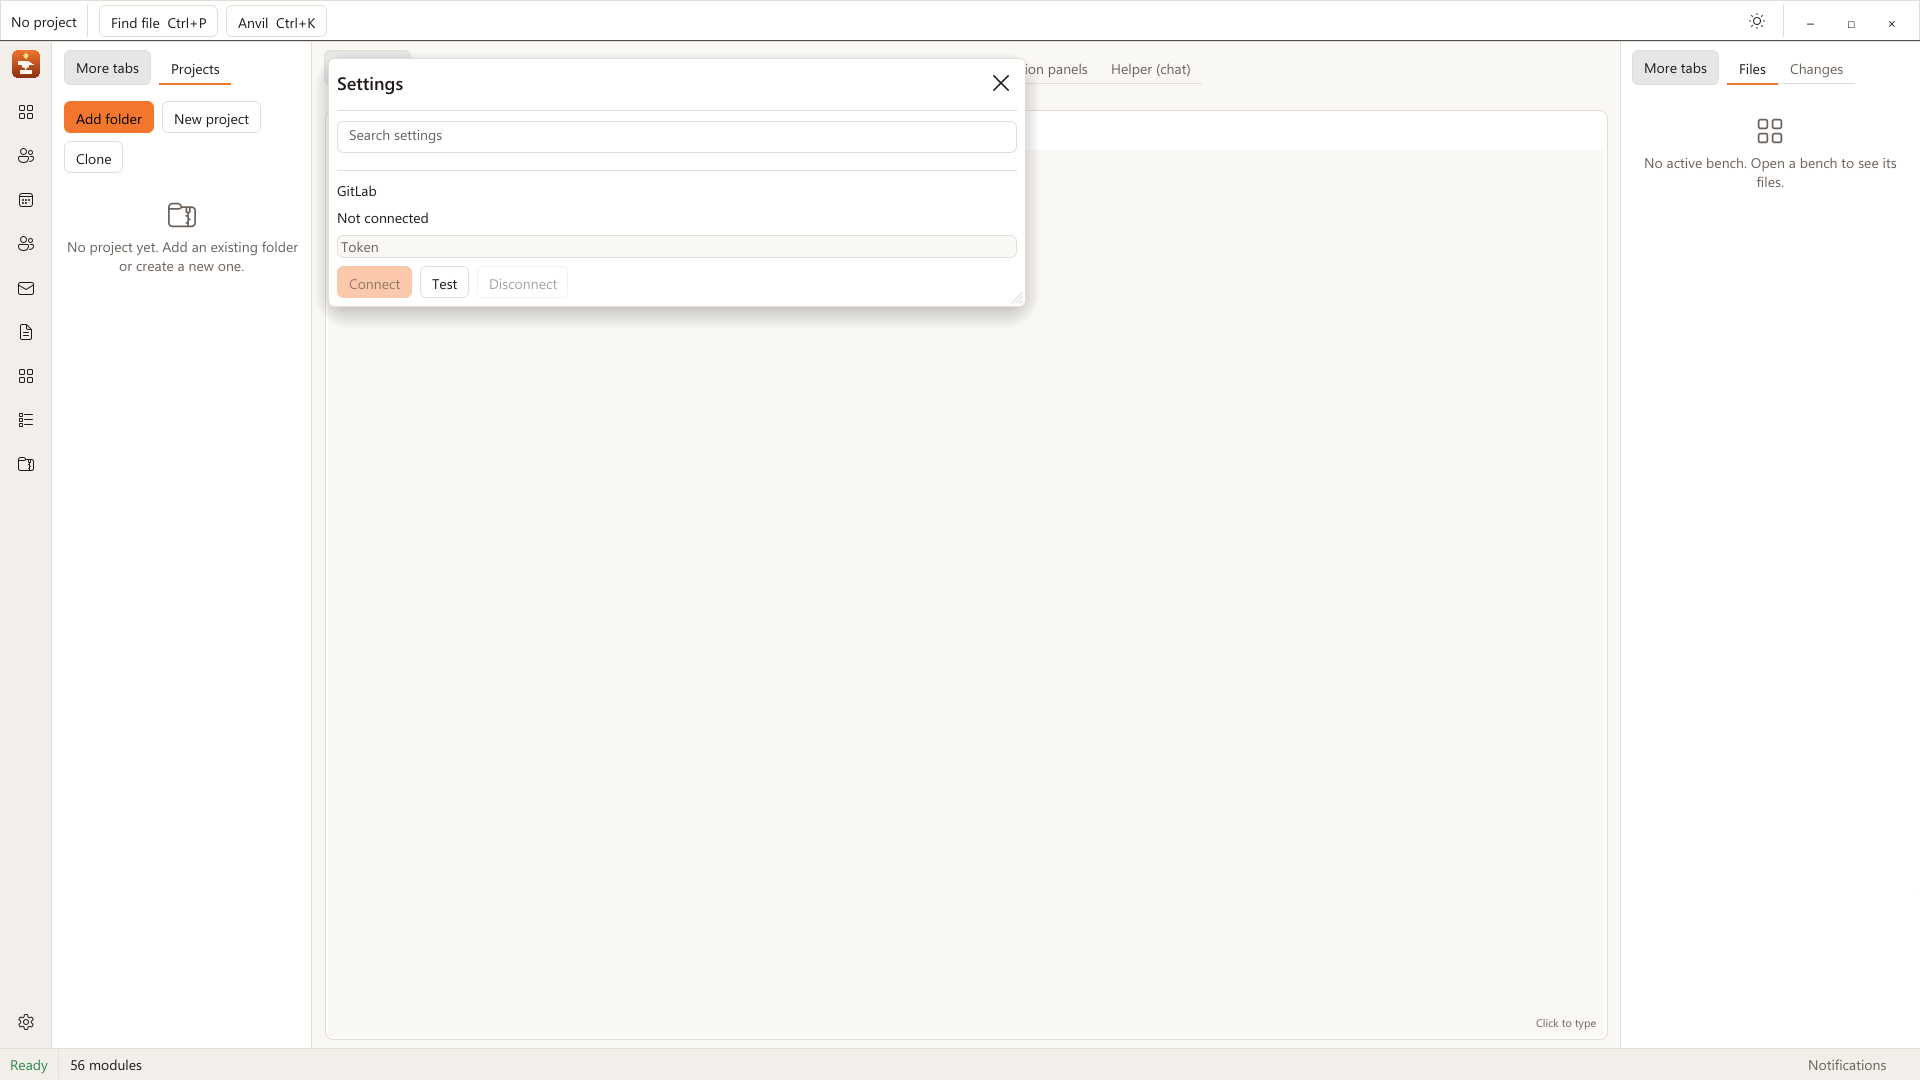 No project
Find file Ctrl+P
Anvil Ctrl+K
More tabs
Projects
Add folder
New project
Clone
No project yet. Add an existing folder
or create a new one.
Settings
Search settings
GitLab
Not connected
Token
Connect
Test
Disconnect
ion panels
Helper (chat)
Click to type
More tabs
Files
Changes
No active bench. Open a bench to see its
files.
Ready
56 modules
Notifications